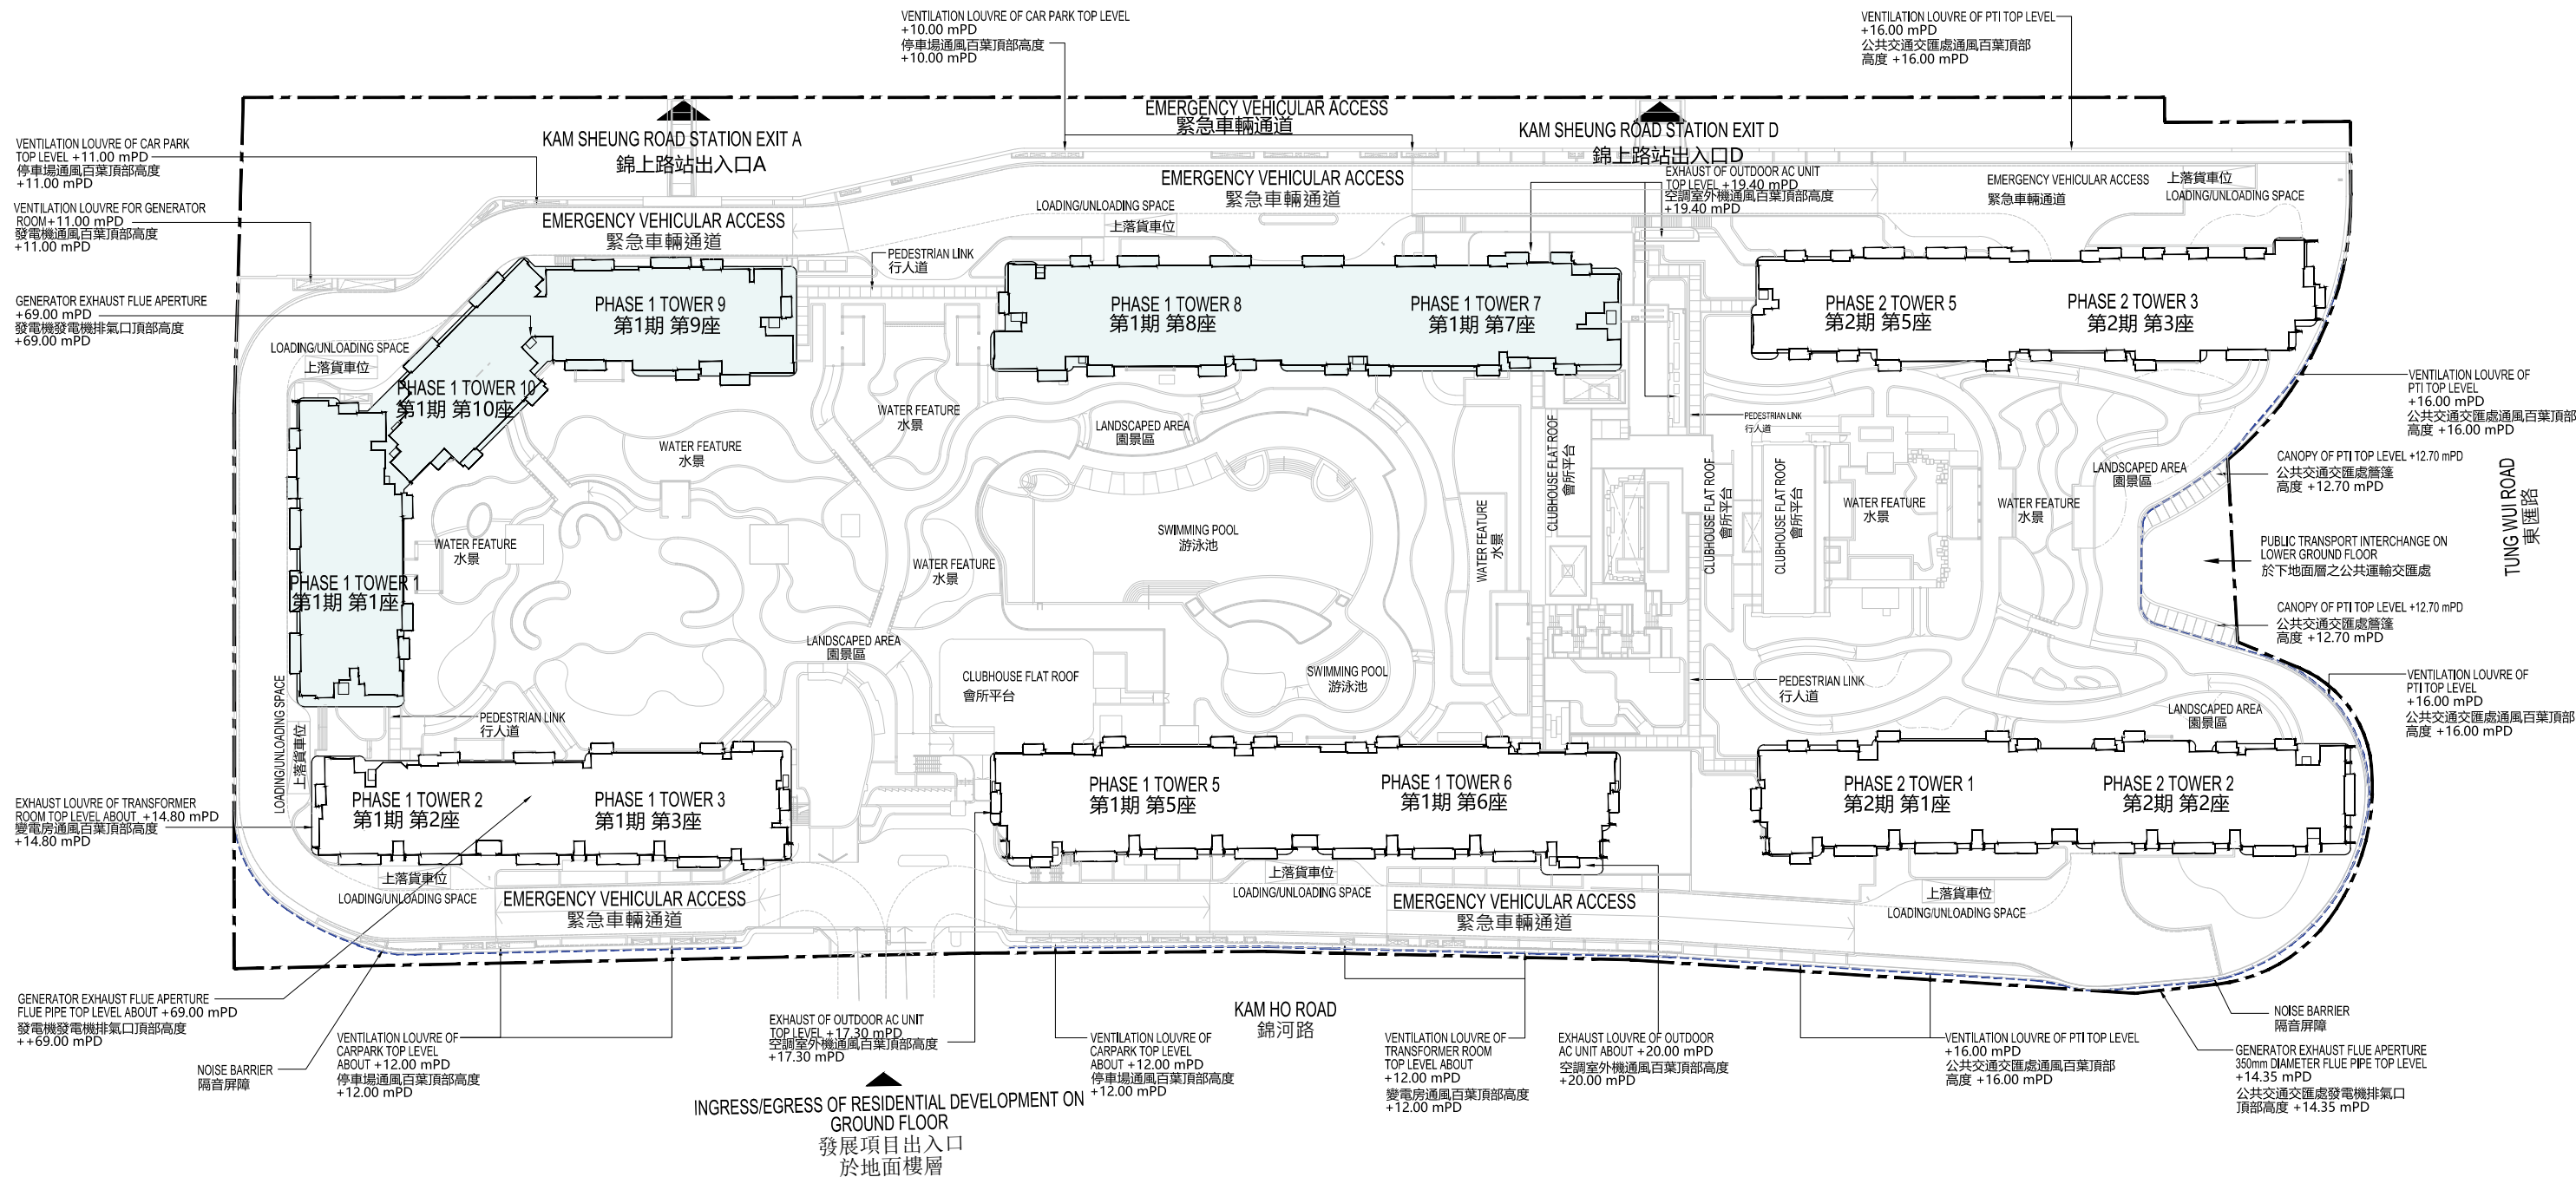 VENTILATION LOUVRE OF CAR PARK TOP LEVEL
+10.00 mPD
停車場通風百葉頂部高度
+10.00 mPD
VENTILATION LOUVRE OF PTI TOP LEVEL
+16.00 mPD
公共交通交匯處通風百葉頂部
高度 +16.00 mPD
EMERGENCY VEHICULAR ACCESS
緊急車輛通道
KAM SHEUNG ROAD STATION EXIT A
錦上路站出入口A
KAM SHEUNG ROAD STATION EXIT D
錦上路站出入口D
VENTILATION LOUVRE OF CAR PARK
TOP LEVEL +11.00 mPD
停車場通風百葉頂部高度
+11.00 mPD
VENTILATION LOUVRE FOR GENERATOR
ROOM+11.00 mPD
發電機通風百葉頂部高度
+11.00 mPD
EMERGENCY VEHICULAR ACCESS
緊急車輛通道
EMERGENCY VEHICULAR ACCESS
緊急車輛通道
LOADING/UNLOADING SPACE
上落貨車位
EXHAUST OF OUTDOOR AC UNIT
TOP LEVEL +19.40 mPD
空調室外機通風百葉頂部高度
+19.40 mPD
EMERGENCY VEHICULAR ACCESS
緊急車輛通道
上落貨車位
LOADING/UNLOADING SPACE
PEDESTRIAN LINK
行人道
GENERATOR EXHAUST FLUE APERTURE
+69.00 mPD
發電機發電機排氣口頂部高度
+69.00 mPD
LOADING/UNLOADING SPACE
上落貨車位
PHASE 1 TOWER 9
第1期 第9座
PHASE 1 TOWER 8
第1期 第8座
PHASE 1 TOWER 7
第1期 第7座
PHASE 2 TOWER 5
第2期 第5座
PHASE 2 TOWER 3
第2期 第3座
PHASE 1 TOWER 10
第1期 第10座
WATER FEATURE
水景
WATER FEATURE
水景
LANDSCAPED AREA
園景區
PEDESTRIAN LINK
行人道
VENTILATION LOUVRE OF
PTI TOP LEVEL
+16.00 mPD
公共交通交匯處通風百葉頂部
高度 +16.00 mPD
CLUBHOUSE FLAT ROOF
會所平台
CLUBHOUSE FLAT ROOF
會所平台
CLUBHOUSE FLAT ROOF
會所平台
LANDSCAPED AREA
園景區
CANOPY OF PTI TOP LEVEL +12.70 mPD
公共交通交匯處簷篷
高度 +12.70 mPD
TUNG WUI ROAD
東匯路
WATER FEATURE
水景
WATER FEATURE
水景
WATER FEATURE
水景
SWIMMING POOL
游泳池
WATER FEATURE
水景
WATER FEATURE
水景
PUBLIC TRANSPORT INTERCHANGE ON
LOWER GROUND FLOOR
於下地面層之公共運輸交匯處
PHASE 1 TOWER 1
第1期 第1座
CANOPY OF PTI TOP LEVEL +12.70 mPD
公共交通交匯處簷篷
高度 +12.70 mPD
LANDSCAPED AREA
園景區
CLUBHOUSE FLAT ROOF
會所平台
SWIMMING POOL
游泳池
PEDESTRIAN LINK
行人道
VENTILATION LOUVRE OF
PTI TOP LEVEL
+16.00 mPD
公共交通交匯處通風百葉頂部
高度 +16.00 mPD
LOADING/UNLOADING SPACE
上落貨車位
PEDESTRIAN LINK
行人道
LANDSCAPED AREA
園景區
EXHAUST LOUVRE OF TRANSFORMER
ROOM TOP LEVEL ABOUT +14.80 mPD
變電房通風百葉頂部高度
+14.80 mPD
PHASE 1 TOWER 2
第1期 第2座
PHASE 1 TOWER 3
第1期 第3座
PHASE 1 TOWER 5
第1期 第5座
PHASE 1 TOWER 6
第1期 第6座
PHASE 2 TOWER 1
第2期 第1座
PHASE 2 TOWER 2
第2期 第2座
上落貨車位
LOADING/UNLOADING SPACE
EMERGENCY VEHICULAR ACCESS
緊急車輛通道
上落貨車位
LOADING/UNLOADING SPACE
EMERGENCY VEHICULAR ACCESS
緊急車輛通道
上落貨車位
LOADING/UNLOADING SPACE
GENERATOR EXHAUST FLUE APERTURE
FLUE PIPE TOP LEVEL ABOUT +69.00 mPD
發電機發電機排氣口頂部高度
++69.00 mPD
NOISE BARRIER
隔音屏障
VENTILATION LOUVRE OF
CARPARK TOP LEVEL
ABOUT +12.00 mPD
停車場通風百葉頂部高度
+12.00 mPD
EXHAUST OF OUTDOOR AC UNIT
TOP LEVEL +17.30 mPD
空調室外機通風百葉頂部高度
+17.30 mPD
VENTILATION LOUVRE OF
CARPARK TOP LEVEL
ABOUT +12.00 mPD
停車場通風百葉頂部高度
+12.00 mPD
KAM HO ROAD
錦河路
VENTILATION LOUVRE OF
TRANSFORMER ROOM
TOP LEVEL ABOUT
+12.00 mPD
變電房通風百葉頂部高度
+12.00 mPD
EXHAUST LOUVRE OF OUTDOOR
AC UNIT ABOUT +20.00 mPD
空調室外機通風百葉頂部高度
+20.00 mPD
VENTILATION LOUVRE OF PTI TOP LEVEL
+16.00 mPD
公共交通交匯處通風百葉頂部
高度 +16.00 mPD
NOISE BARRIER
隔音屏障
GENERATOR EXHAUST FLUE APERTURE
350mm DIAMETER FLUE PIPE TOP LEVEL
+14.35 mPD
公共交通交匯處發電機排氣口
頂部高度 +14.35 mPD
INGRESS/EGRESS OF RESIDENTIAL DEVELOPMENT ON
GROUND FLOOR
發展項目出入口
於地面樓層